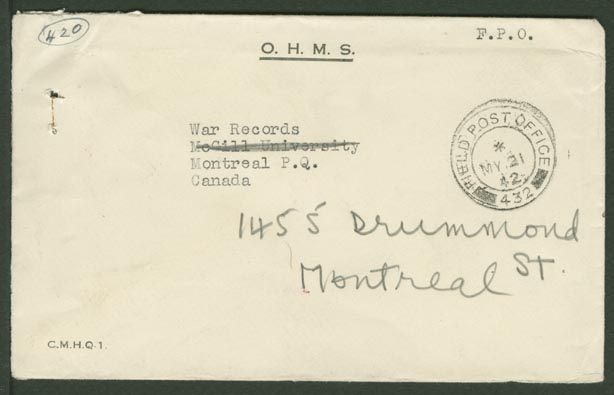 420
O. H. M. S.
F.P.O.
War Records
McGill University
Montreal P.Q.
Canada
FIELD POST OFFICE
*
MY 21
42
432
1455 Drummond
St.
Montreal
C.M.H.Q-1.